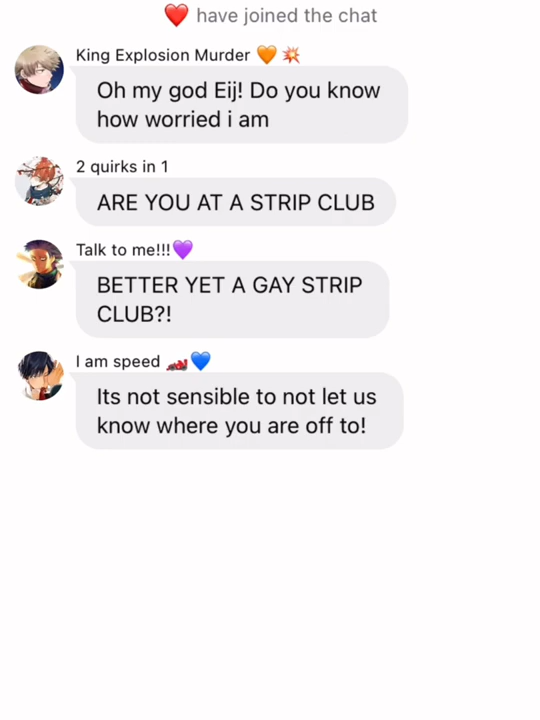 ❤️ have joined the chat
King Explosion Murder 🧡 💥
Oh my god Eij! Do you know
how worried i am
2 quirks in 1
ARE YOU AT A STRIP CLUB
Talk to me!!!💜
BETTER YET A GAY STRIP
CLUB?!
I am speed 🏎️💙
Its not sensible to not let us
know where you are off to!